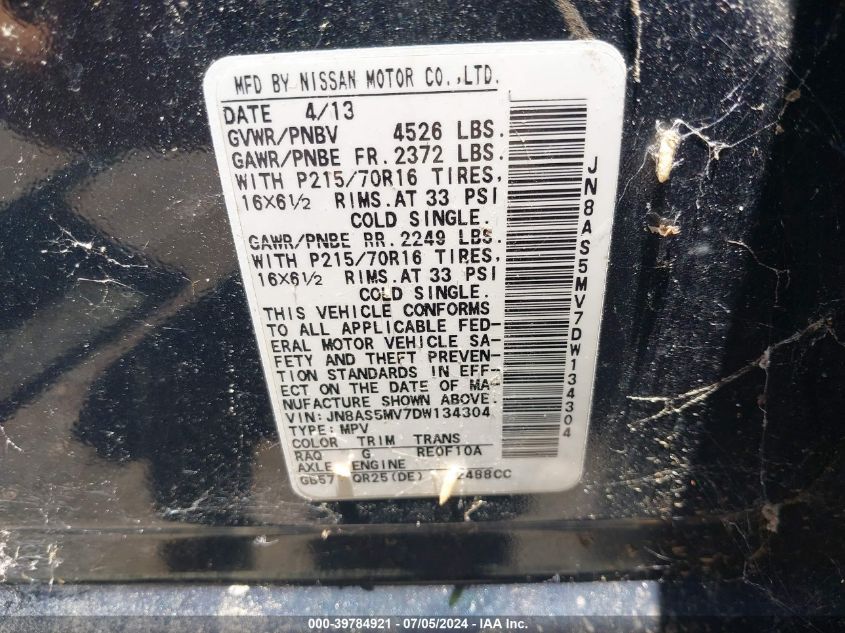 MFD BY NISSAN MOTOR CO.,LTD.
DATE 4/13
GVWR/PNBV 4526 LBS.
GAWR/PNBE FR. 2372 LBS.
WITH P215/70R16 TIRES.
16X6½ RIMS. AT 33 PSI
COLD SINGLE.
GAWR/PNBE RR. 2249 LBS.
WITH P215/70R16 TIRES.
16X6½ RIMS. AT 33 PSI
COLD SINGLE.
THIS VEHICLE CONFORMS
TO ALL APPLICABLE FED-
ERAL MOTOR VEHICLE SA-
FETY AND THEFT PREVEN-
TION STANDARDS IN EFF-
ECT ON THE DATE OF MA
NUFACTURE SHOWN ABOVE.
VIN: JN8AS5MV7DW134304
TYPE: MPV
COLOR TRIM TRANS
RAQ G RE0F10A
AXLE ENGINE
GB57 QR25(DE) 2488CC
JN8AS5MV7DW134304
000-39784921 - 07/05/2024 - IAA Inc.